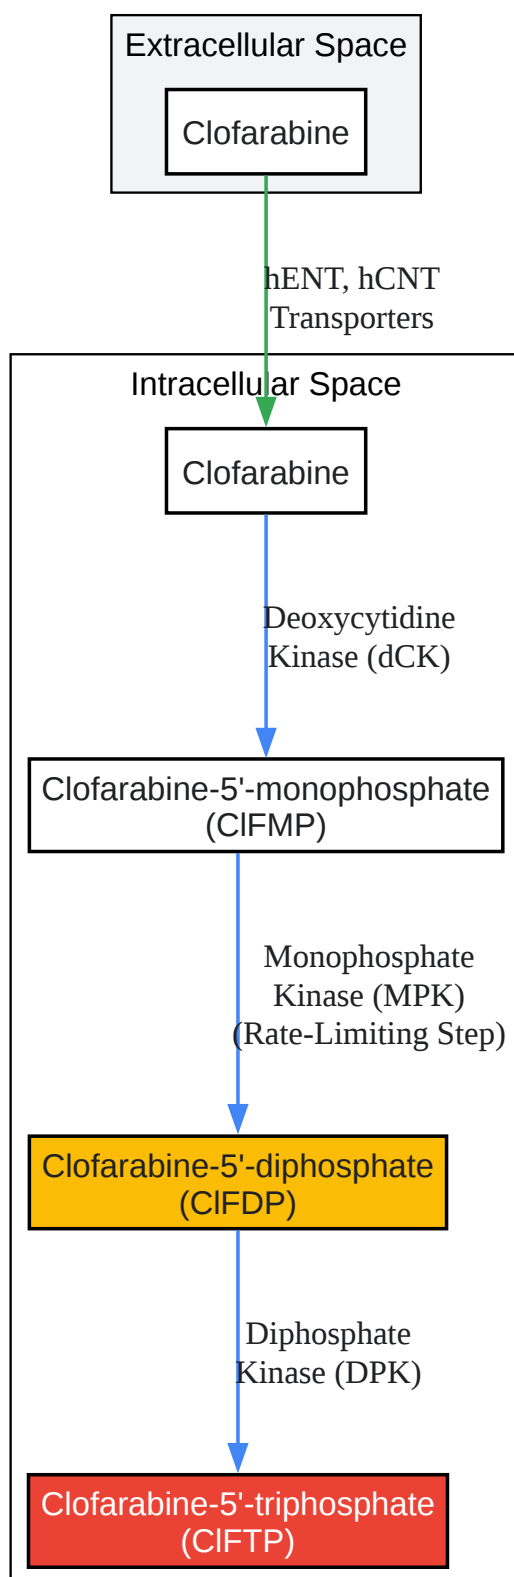 Extracellular Space
Clofarabine
hENT, hCNT
Transporters
Intracellular Space
Clofarabine
Deoxycytidine
Kinase (dCK)
Clofarabine-5'-monophosphate
(ClFMP)
Monophosphate
Kinase (MPK)
(Rate-Limiting Step)
Clofarabine-5'-diphosphate
(ClFDP)
Diphosphate
Kinase (DPK)
Clofarabine-5'-triphosphate
(ClFTP)